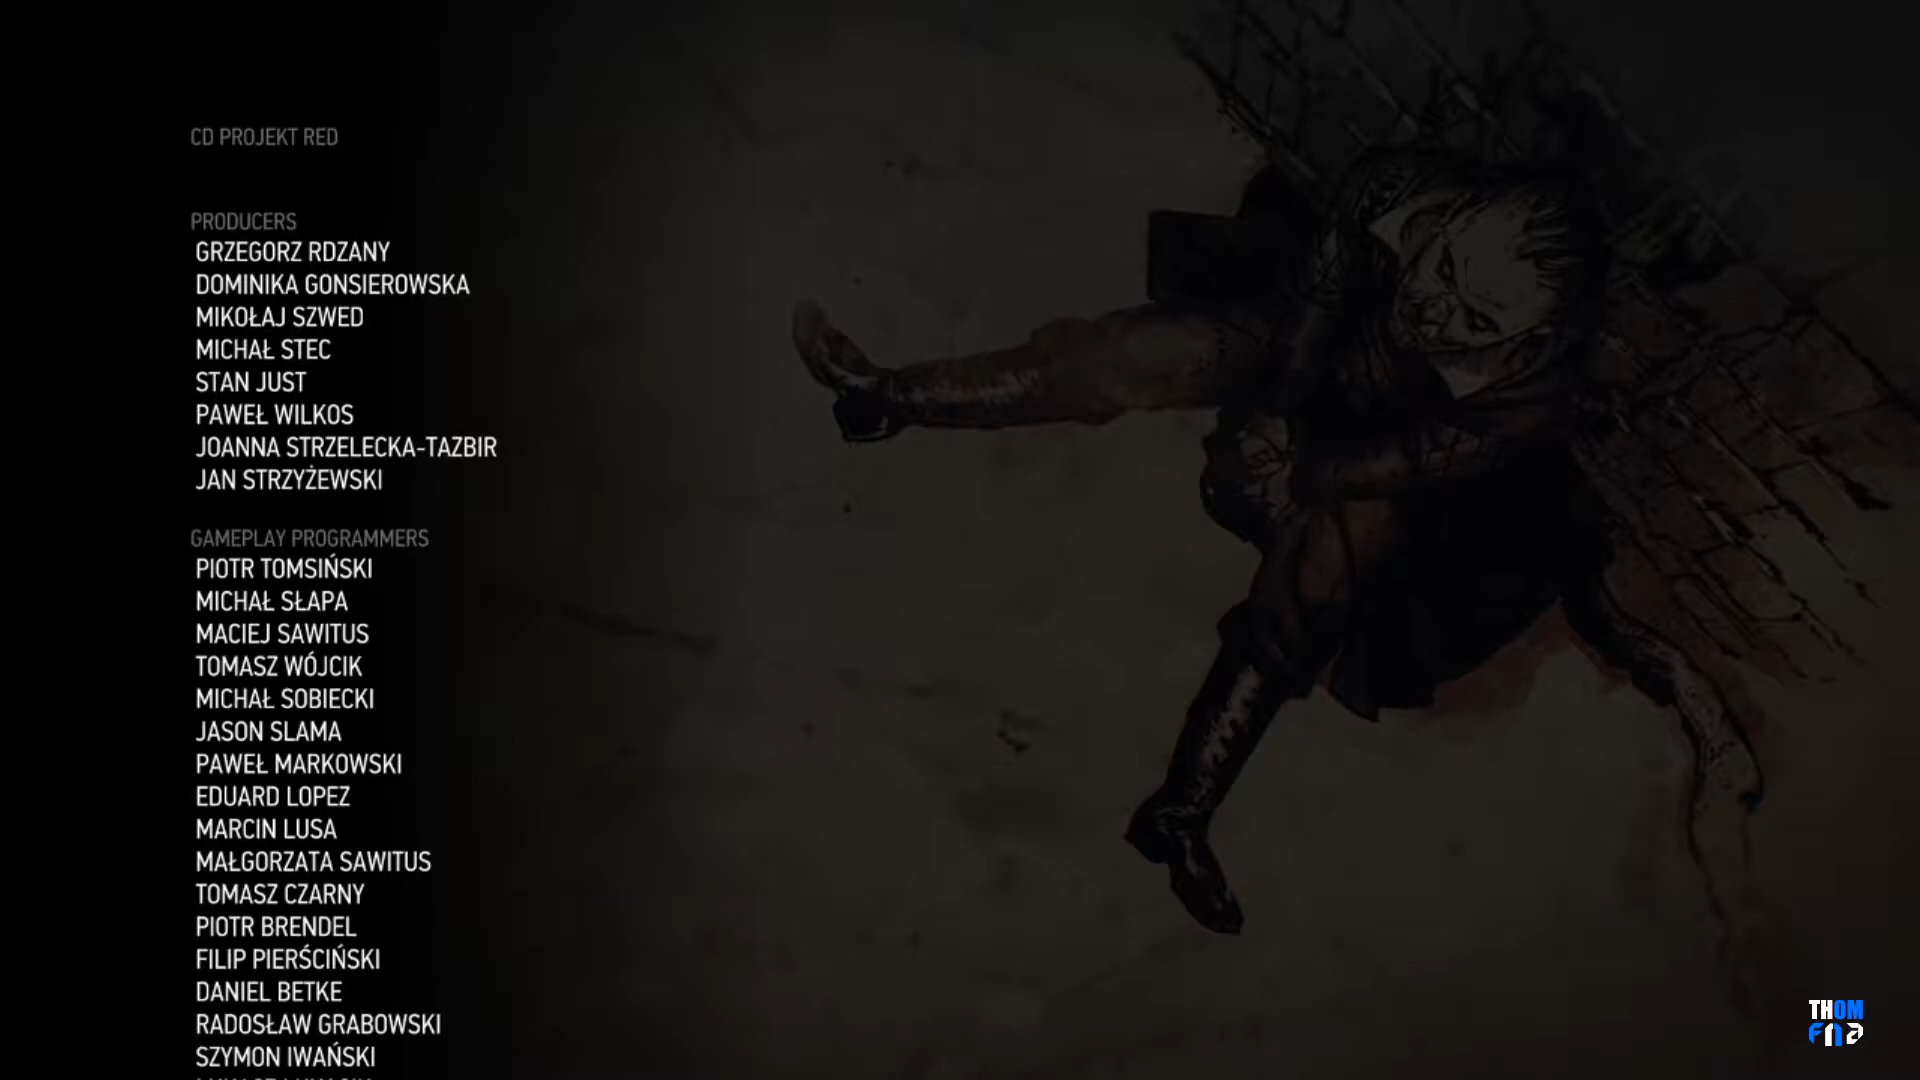 CD PROJEKT RED
PRODUCERS
GRZEGORZ RDZANY
DOMINIKA GONSIEROWSKA
MIKOŁAJ SZWED
MICHAŁ STEC
STAN JUST
PAWEŁ WILKOS
JOANNA STRZELECKA-TAZBIR
JAN STRZYŻEWSKI
GAMEPLAY PROGRAMMERS
PIOTR TOMSIŃSKI
MICHAŁ SŁAPA
MACIEJ SAWITUS
TOMASZ WÓJCIK
MICHAŁ SOBIECKI
JASON SLAMA
PAWEŁ MARKOWSKI
EDUARD LOPEZ
MARCIN LUSA
MAŁGORZATA SAWITUS
TOMASZ CZARNY
PIOTR BRENDEL
FILIP PIERŚCIŃSKI
DANIEL BETKE
RADOSŁAW GRABOWSKI
SZYMON IWAŃSKI
THOM